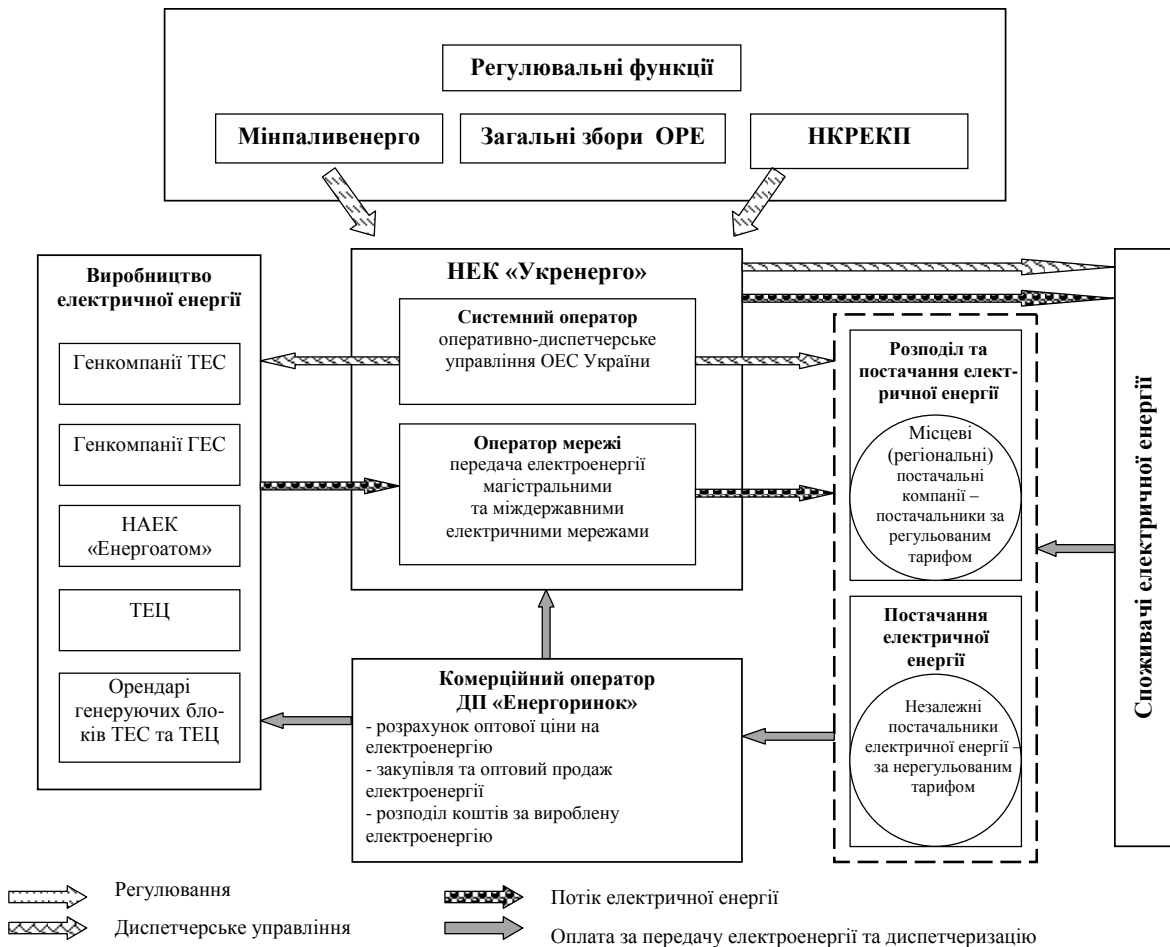 Регулювальні функції
Мінпаливенерго
Загальні збори ОРЕ
НКРЕКП
Виробництво
електричної енергії
Генкомпанії ТЕС
Генкомпанії ГЕС
НАЕК
«Енергоатом»
ТЕЦ
Орендарі
генеруючих бло-
ків ТЕС та ТЕЦ
НЕК «Укренерго»
Системний оператор
оперативно-диспетчерське
управління ОЕС України
Оператор мережі
передача електроенергії
магістральними
та міждержавними
електричними мережами
Комерційний оператор
ДП «Енергоринок»
- розрахунок оптової ціни на
електроенергію
- закупівля та оптовий продаж
електроенергії
- розподіл коштів за вироблену
електроенергію
Розподіл та
постачання елект-
ричної енергії
Місцеві
(регіональні)
постачальні
компанії –
постачальники за
регульованим
тарифом
Постачання
електричної
енергії
Незалежні
постачальники
електричної енергії –
за нерегульованим
тарифом
Споживачі електричної енергії
Регулювання
Диспетчерське управління
Потік електричної енергії
Оплата за передачу електроенергії та диспетчеризацію